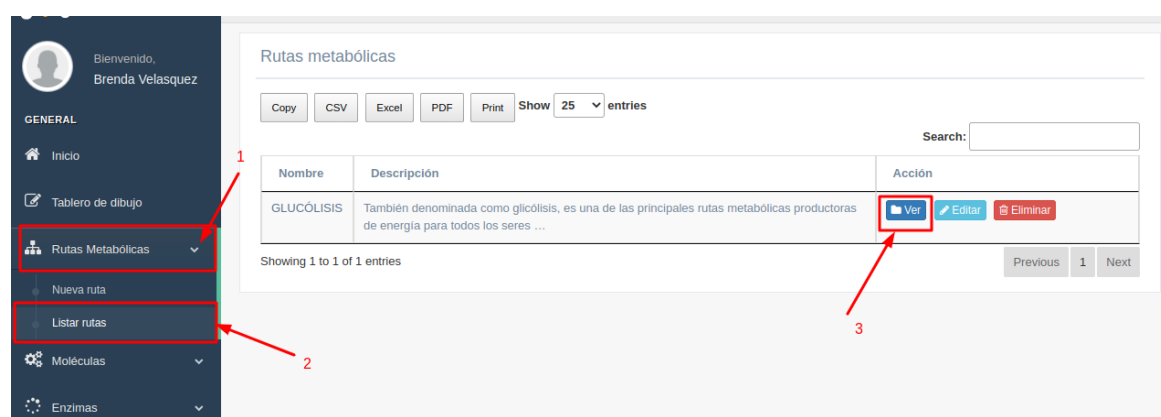 Bienvenido,
Brenda Velasquez
GENERAL
Inicio
Tablero de dibujo
Rutas Metabólicas
Nueva ruta
Listar rutas
Moléculas
Enzimas
1
2
Rutas metabólicas
Copy CSV Excel PDF Print Show 25 entries
Search:
Nombre Descripción Acción
GLUCÓLISIS También denominada como glicólisis, es una de las principales rutas metabólicas productoras
de energía para todos los seres …
Ver Editar Eliminar
Showing 1 to 1 of 1 entries
Previous 1 Next
3